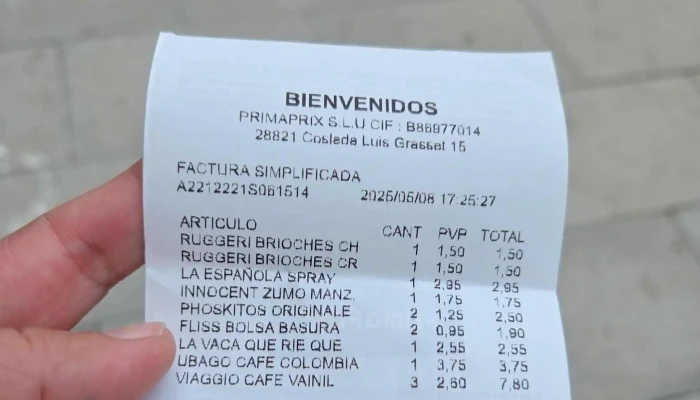 BIENVENIDOS
PRIMAPRIX S.L.U CIF : B86977014
28821 Coslada Luis Grasset 15
FACTURA SIMPLIFICADA
A2212221S061514 2025/05/08 17:25:27
ARTICULO CANT PVP TOTAL
RUGGERI BRIOCHES CH 1 1,50 1,50
RUGGERI BRIOCHES CR 1 1,50 1,50
LA ESPAÑOLA SPRAY 1 2,95 2,95
INNOCENT ZUMO MANZ. 1 1,75 1,75
PHOSKITOS ORIGINALE 2 1,25 2,50
FLISS BOLSA BASURA 2 0,95 1,90
LA VACA QUE RIE QUE 1 2,55 2,55
UBAGO CAFE COLOMBIA 1 3,75 3,75
VIAGGIO CAFE VAINIL 3 2,60 7,80